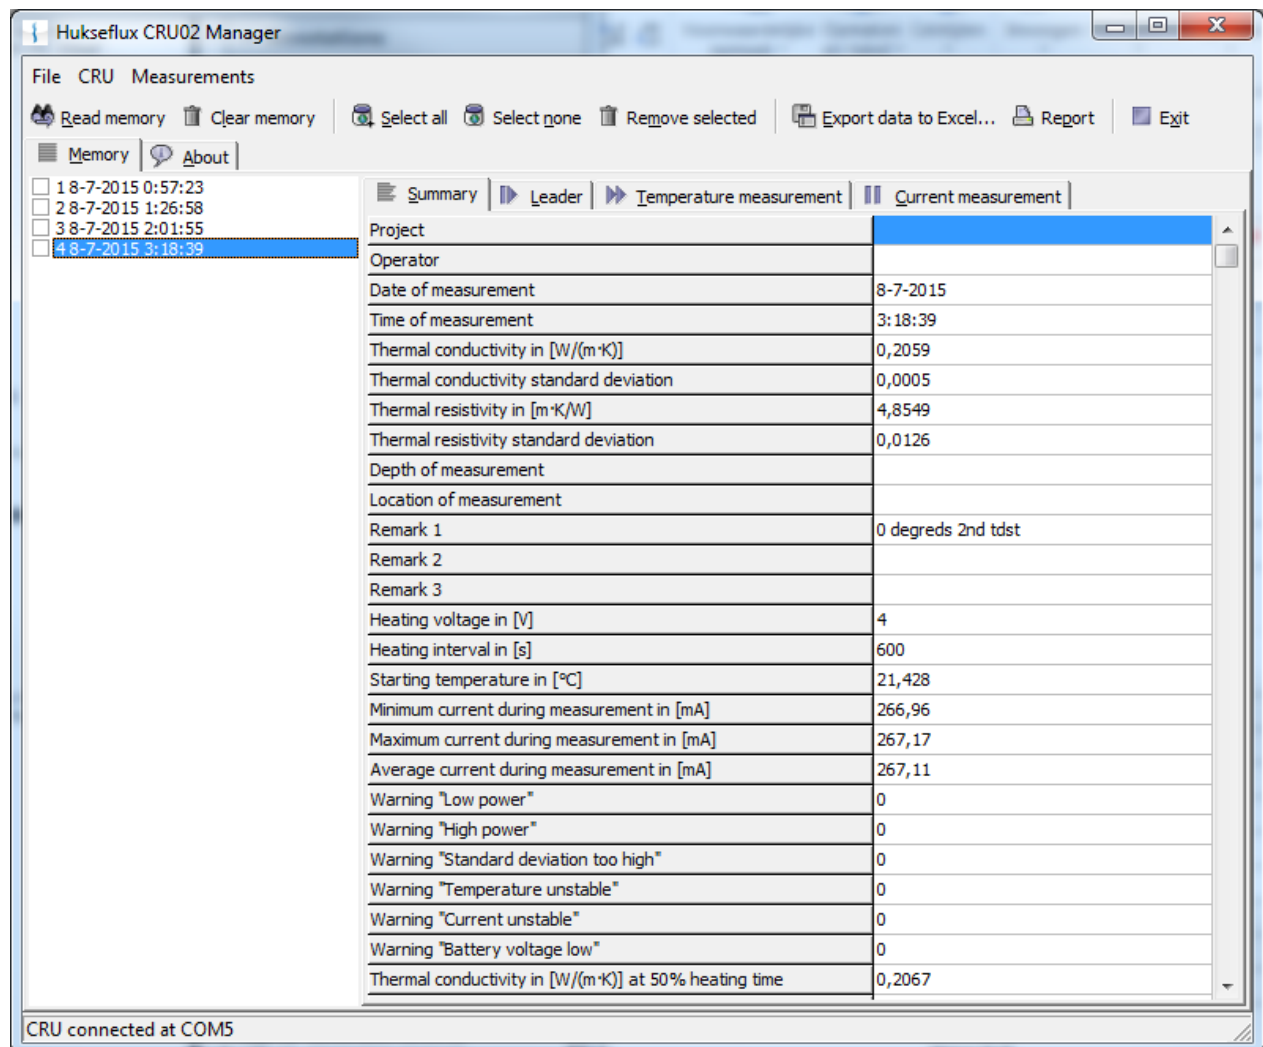 Hukseflux CRU02 Manager
File CRU Measurements
Read memory Clear memory Select all Select none Remove selected Export data to Excel... Report Exit
Memory About
1 8-7-2015 0:57:23
2 8-7-2015 1:26:58
3 8-7-2015 2:01:55
4 8-7-2015 3:18:39
Summary Leader Temperature measurement Current measurement
Project
Operator
Date of measurement 8-7-2015
Time of measurement 3:18:39
Thermal conductivity in [W/(m·K)] 0,2059
Thermal conductivity standard deviation 0,0005
Thermal resistivity in [m·K/W] 4,8549
Thermal resistivity standard deviation 0,0126
Depth of measurement
Location of measurement
Remark 1 0 degreds 2nd tdst
Remark 2
Remark 3
Heating voltage in [V] 4
Heating interval in [s] 600
Starting temperature in [°C] 21,428
Minimum current during measurement in [mA] 266,96
Maximum current during measurement in [mA] 267,17
Average current during measurement in [mA] 267,11
Warning "Low power" 0
Warning "High power" 0
Warning "Standard deviation too high" 0
Warning "Temperature unstable" 0
Warning "Current unstable" 0
Warning "Battery voltage low" 0
Thermal conductivity in [W/(m·K)] at 50% heating time 0,2067
CRU connected at COM5